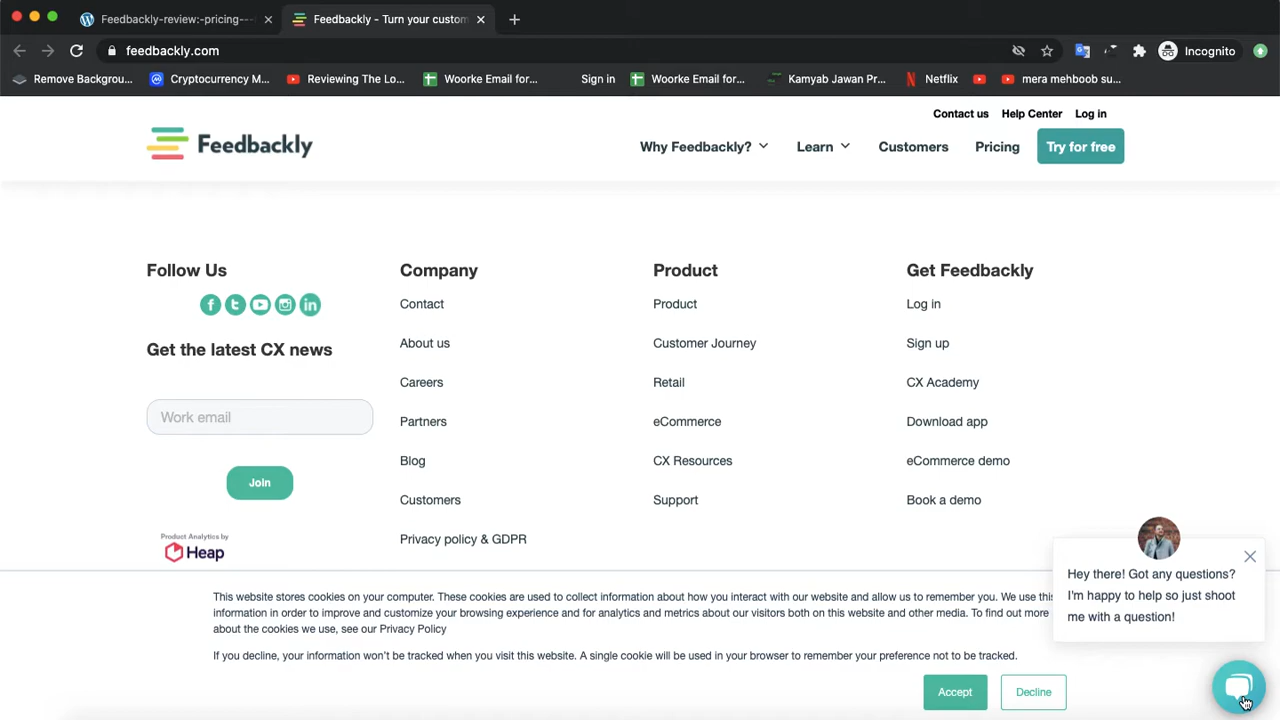 Feedbackly-review:-pricing---
Feedbackly - Turn your custom
feedbackly.com
Incognito
Remove Backgrou...
Cryptocurrency M...
Reviewing The Lo...
Woorke Email for...
Sign in
Woorke Email for...
Kamyab Jawan Pr...
Netflix
mera mehboob su...
Contact us
Help Center
Log in
Feedbackly
Why Feedbackly?
Learn
Customers
Pricing
Try for free
Follow Us
Get the latest CX news
Work email
Join
Product Analytics by
Heap
Company
Contact
About us
Careers
Partners
Blog
Customers
Privacy policy & GDPR
Product
Product
Customer Journey
Retail
eCommerce
CX Resources
Support
Get Feedbackly
Log in
Sign up
CX Academy
Download app
eCommerce demo
Book a demo
Hey there! Got any questions?
I'm happy to help so just shoot
me with a question!
This website stores cookies on your computer. These cookies are used to collect information about how you interact with our website and allow us to remember you. We use this
information in order to improve and customize your browsing experience and for analytics and metrics about our visitors both on this website and other media. To find out more
about the cookies we use, see our Privacy Policy
If you decline, your information won't be tracked when you visit this website. A single cookie will be used in your browser to remember your preference not to be tracked.
Accept
Decline